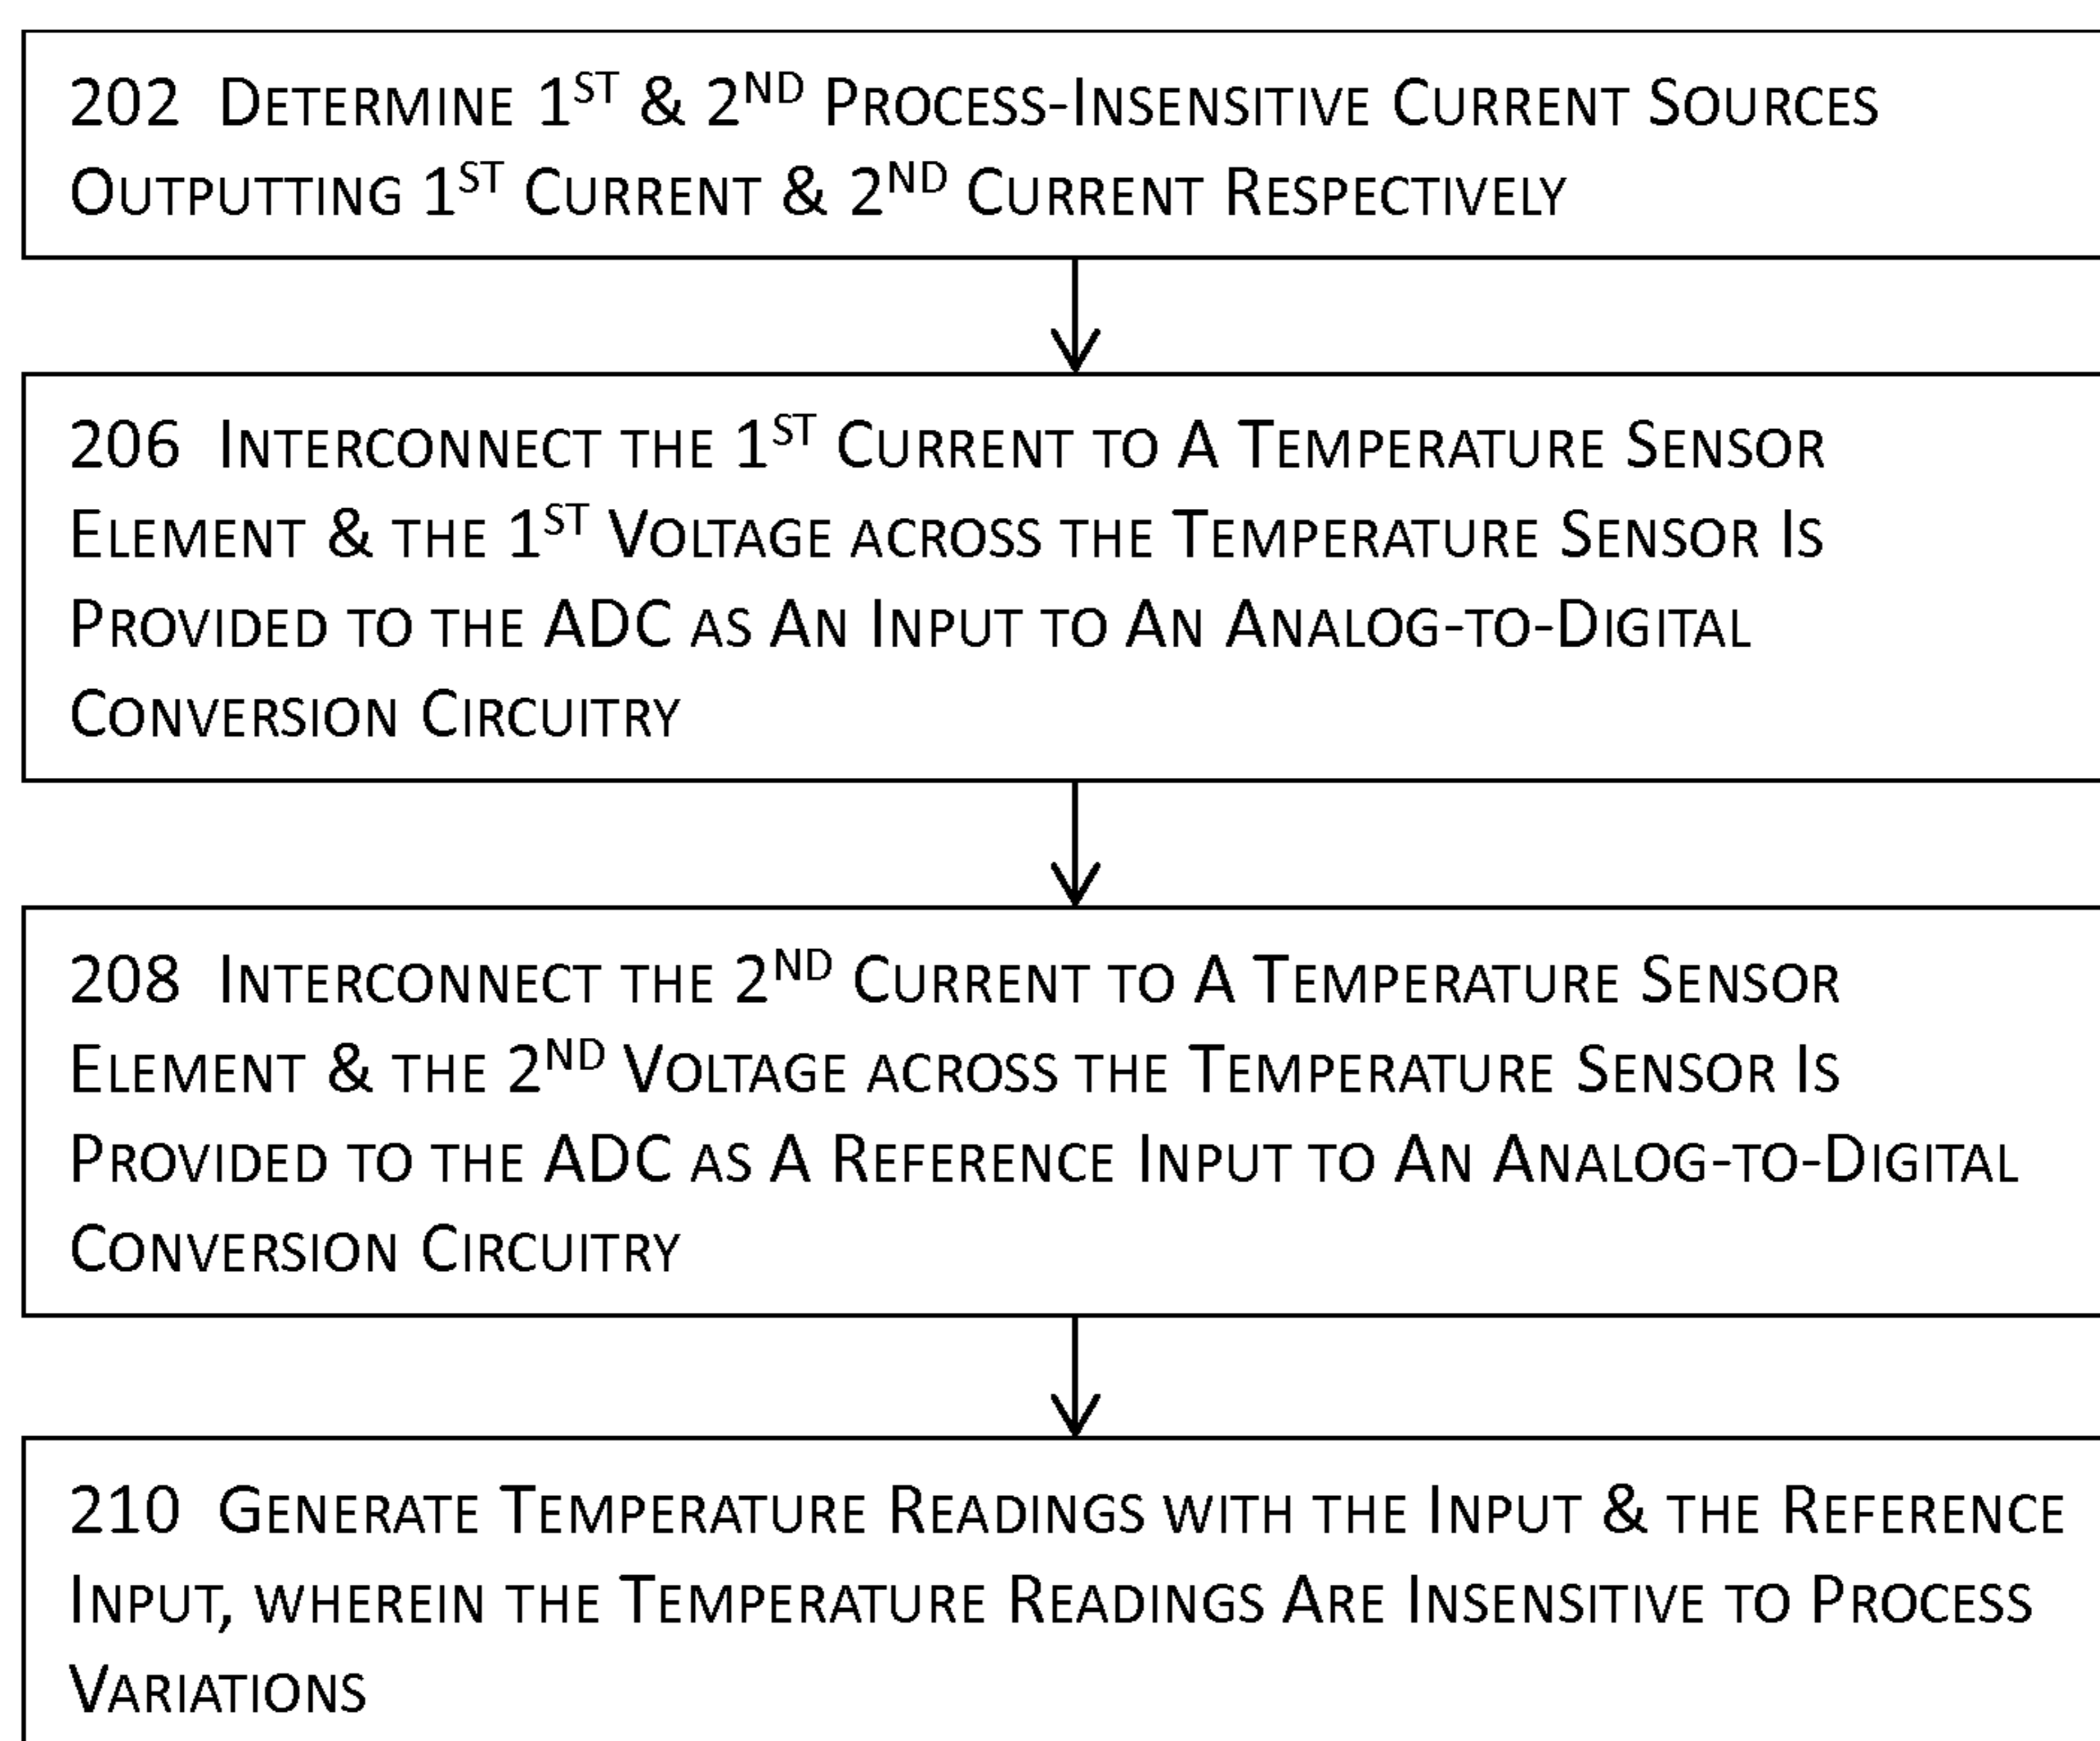 202 Determine 1st & 2nd Process-Insensitive Current Sources
Outputting 1st Current & 2nd Current Respectively
206 Interconnect the 1st Current to A Temperature Sensor
Element & the 1st Voltage across the Temperature Sensor Is
Provided to the ADC as An Input to An Analog-to-Digital
Conversion Circuitry
208 Interconnect the 2nd Current to A Temperature Sensor
Element & the 2nd Voltage across the Temperature Sensor Is
Provided to the ADC as A Reference Input to An Analog-to-Digital
Conversion Circuitry
210 Generate Temperature Readings with the Input & the Reference
Input, wherein the Temperature Readings Are Insensitive to Process
Variations